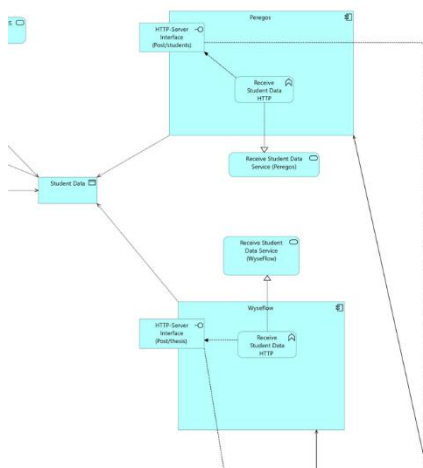 Peregos
HTTP-Server
Interface
(Post/students)
Receive
Student Data
HTTP
Receive Student Data
Service (Peregos)
Student Data
Receive Student
Data Service
(Wyseflow)
Wyseflow
HTTP-Server
Interface
(Post/thesis)
Receive
Student Data
HTTP